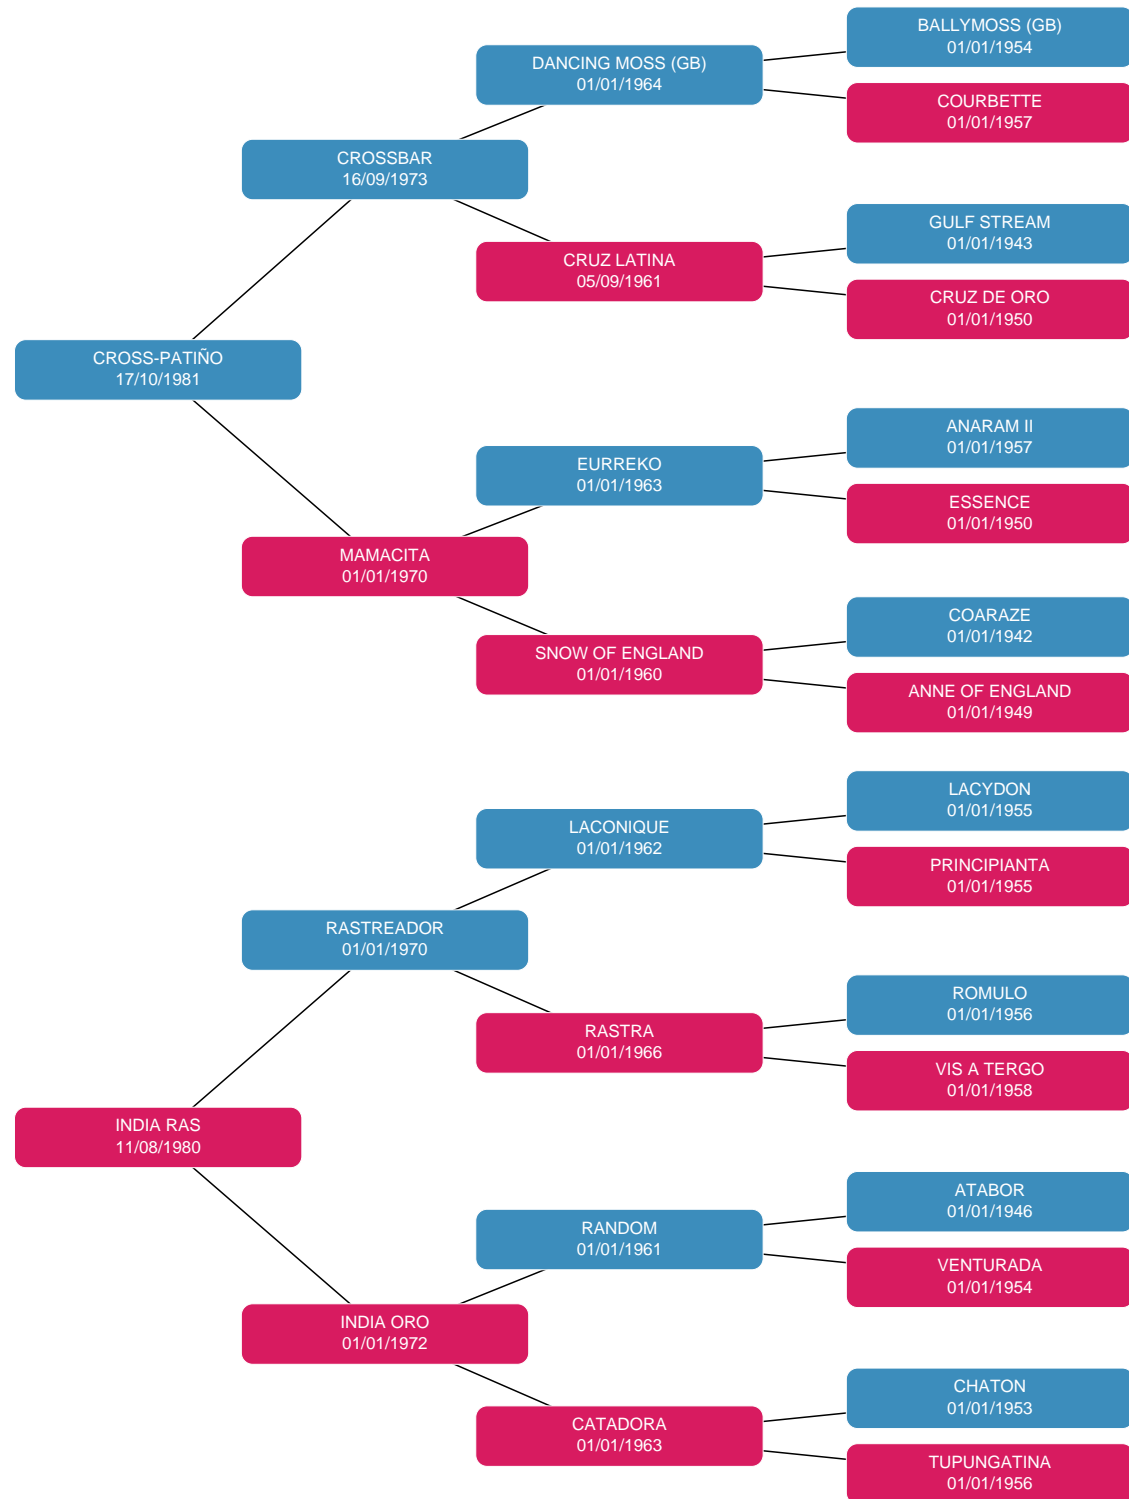 BALLYMOSS (GB)
01/01/1954
DANCING MOSS (GB)
01/01/1964
COURBETTE
01/01/1957
CROSSBAR
16/09/1973
GULF STREAM
01/01/1943
CRUZ LATINA
05/09/1961
CRUZ DE ORO
01/01/1950
CROSS-PATIÑO
17/10/1981
ANARAM II
01/01/1957
EURREKO
01/01/1963
ESSENCE
01/01/1950
MAMACITA
01/01/1970
COARAZE
01/01/1942
SNOW OF ENGLAND
01/01/1960
ANNE OF ENGLAND
01/01/1949
LACYDON
01/01/1955
LACONIQUE
01/01/1962
PRINCIPIANTA
01/01/1955
RASTREADOR
01/01/1970
ROMULO
01/01/1956
RASTRA
01/01/1966
VIS A TERGO
01/01/1958
INDIA RAS
11/08/1980
ATABOR
01/01/1946
RANDOM
01/01/1961
VENTURADA
01/01/1954
INDIA ORO
01/01/1972
CHATON
01/01/1953
CATADORA
01/01/1963
TUPUNGATINA
01/01/1956